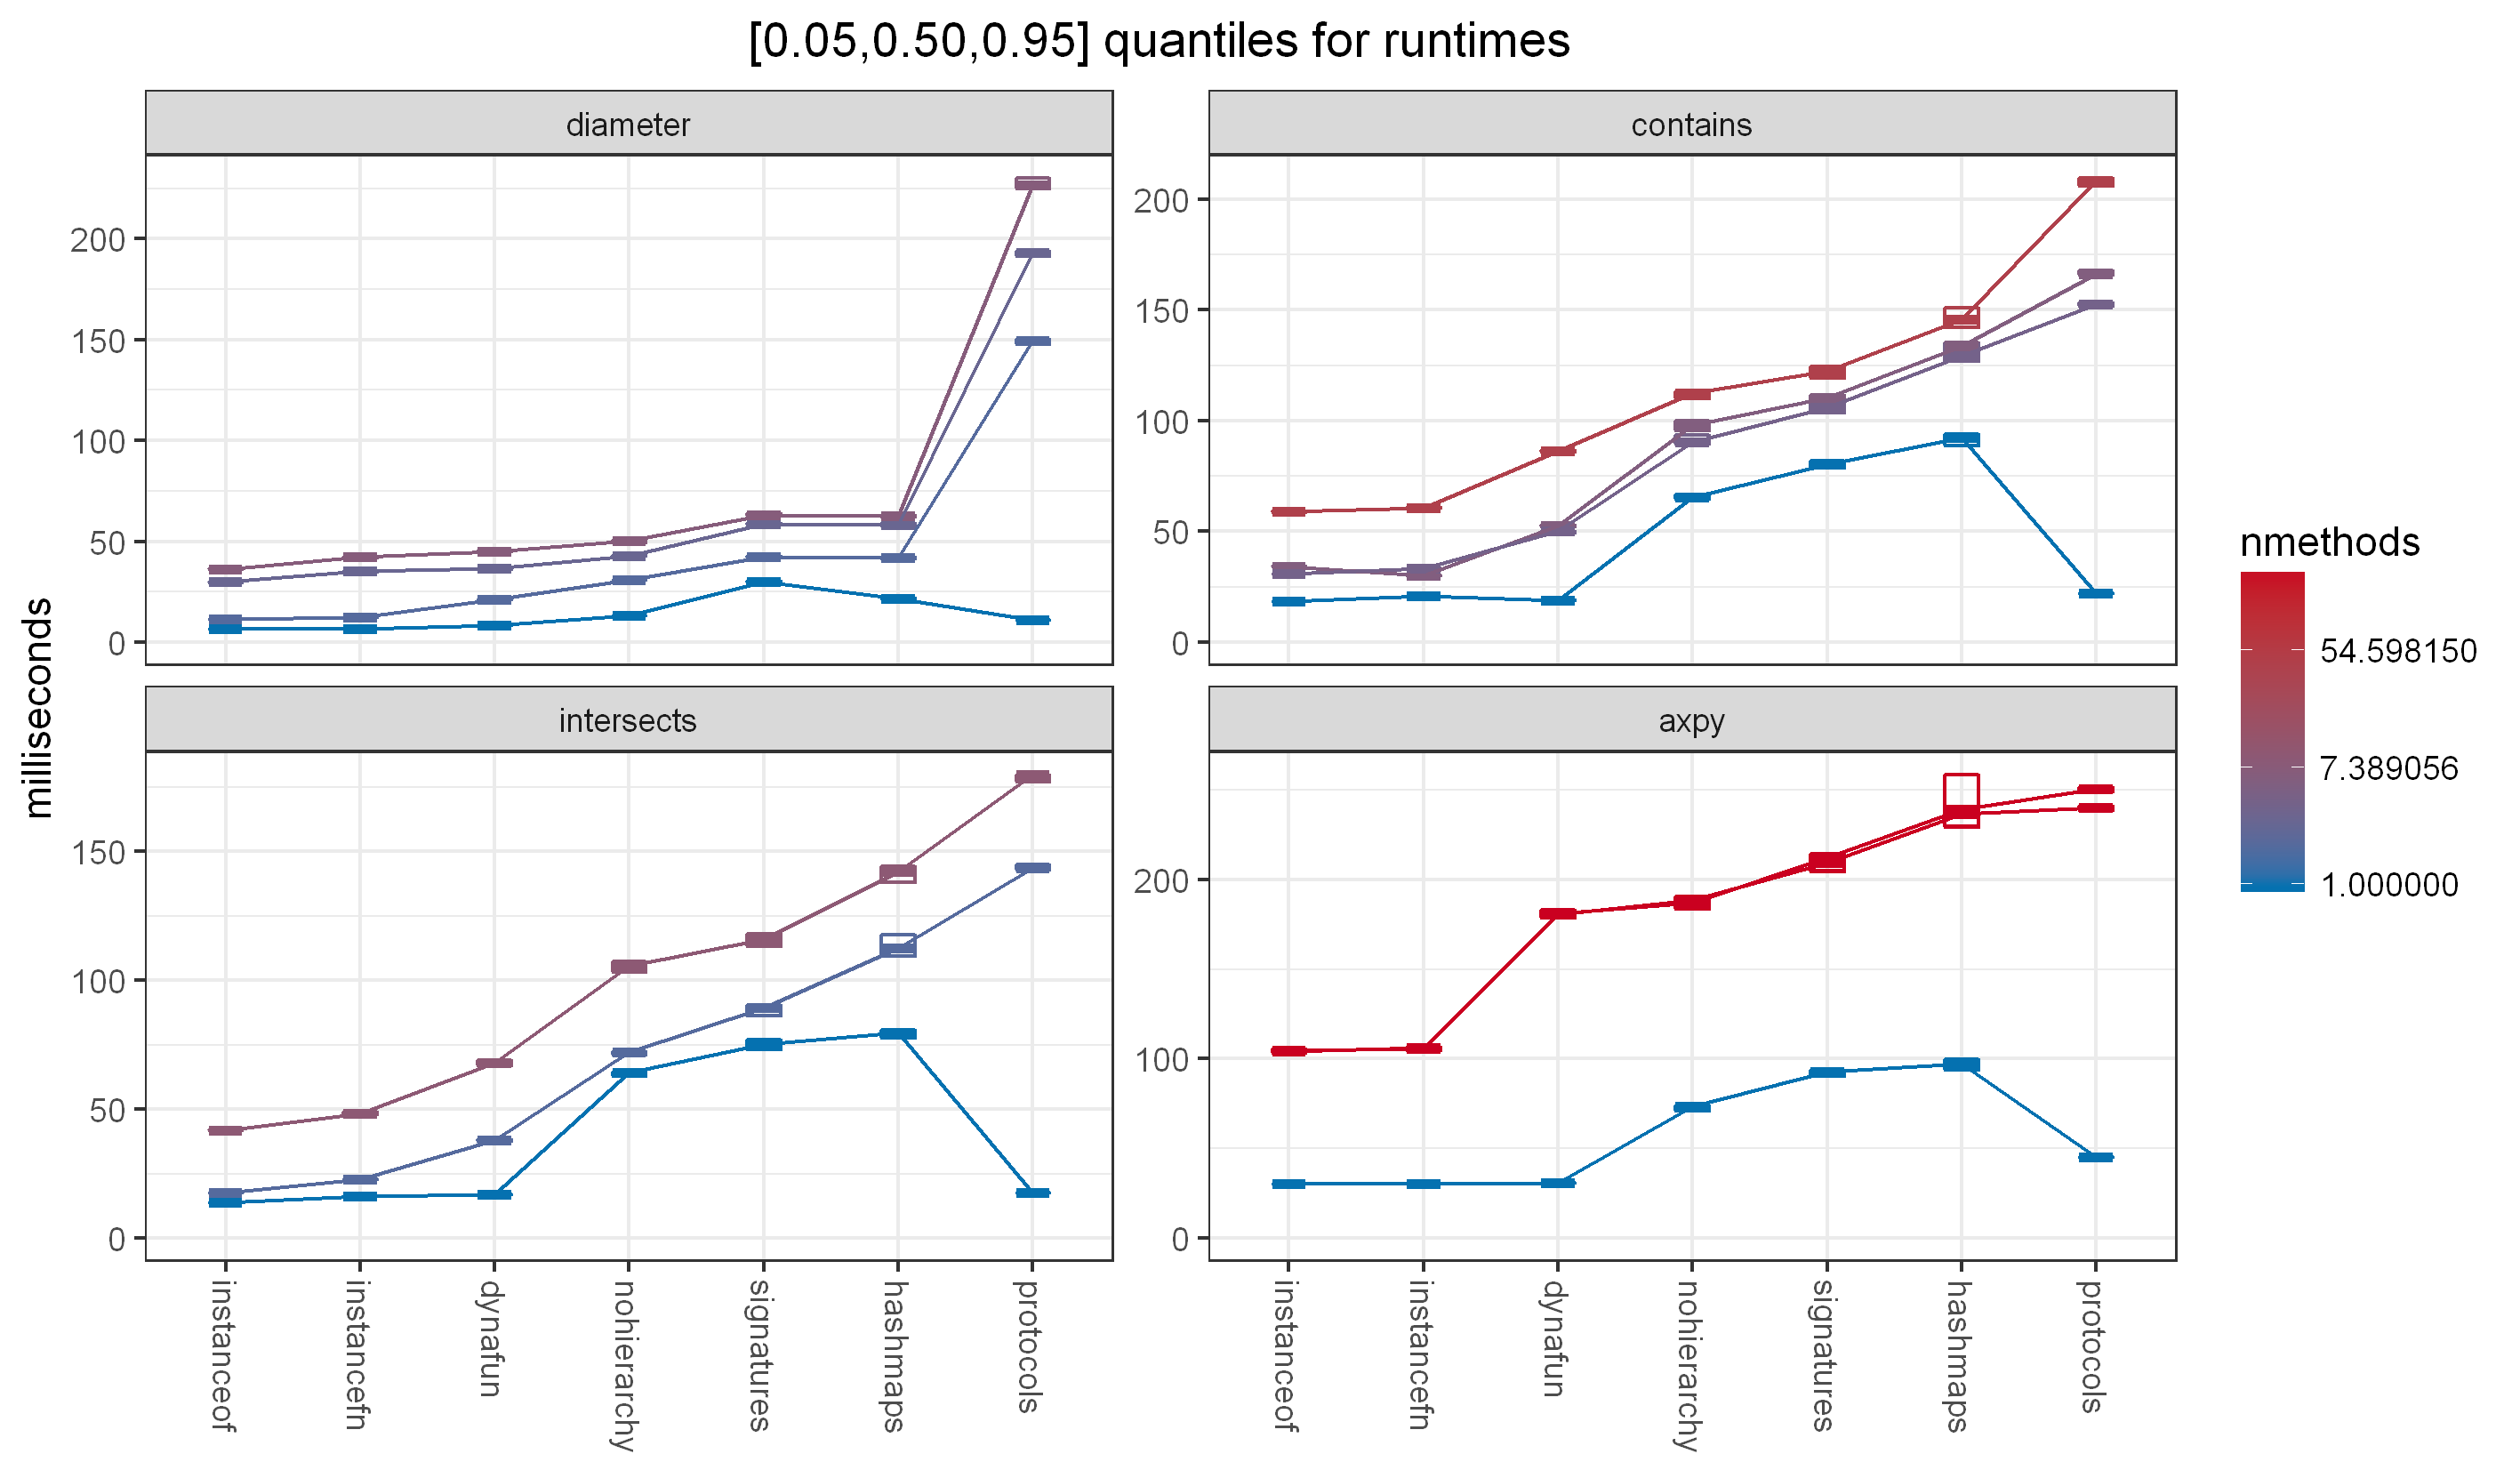 [0.05,0.50,0.95] quantiles for runtimes
diameter
contains
200
150
100
50
0
200
150
100
50
0
milliseconds
intersects
axpy
150
100
50
0
200
100
0
instanceof
instancefn
dynafun
nohierarchy
signatures
hashmaps
protocols
instanceof
instancefn
dynafun
nohierarchy
signatures
hashmaps
protocols
nmethods
54.598150
7.389056
1.000000